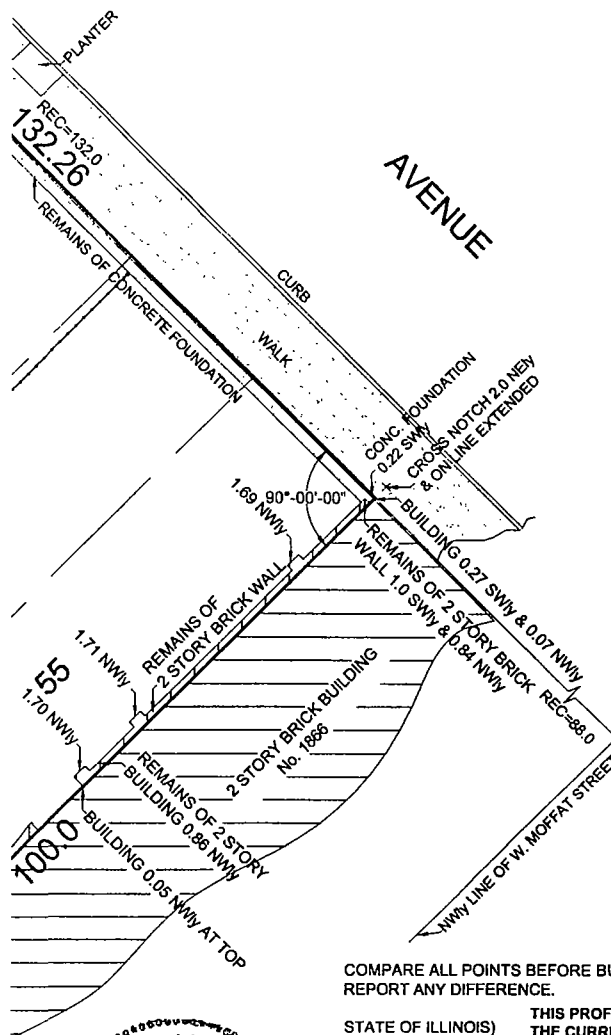 PLANTER
REC=132.0
132.26
AVENUE
REMAINS OF CONCRETE FOUNDATION
CURB
WALK
CONC. FOUNDATION
0.22 SWly
CROSS NOTCH 2.0 NEly
& ON LINE EXTENDED
90°-00'-00"
1.69 NWly
BUILDING 0.27 SWly & 0.07 NWly
REMAINS OF 2 STORY BRICK
WALL 1.0 SWly & 0.84 NWly
REC=88.0
REMAINS OF
2 STORY BRICK WALL
1.71 NWly
55
1.70 NWly
2 STORY BRICK BUILDING
No. 1866
REMAINS OF 2 STORY
BUILDING 0.86 NWly
BUILDING 0.05 NWly AT TOP
100.0
NWly LINE OF W. MOFFAT STREET
COMPARE ALL POINTS BEFORE
REPORT ANY DIFFERENCE.
STATE OF ILLINOIS)
THIS
THE